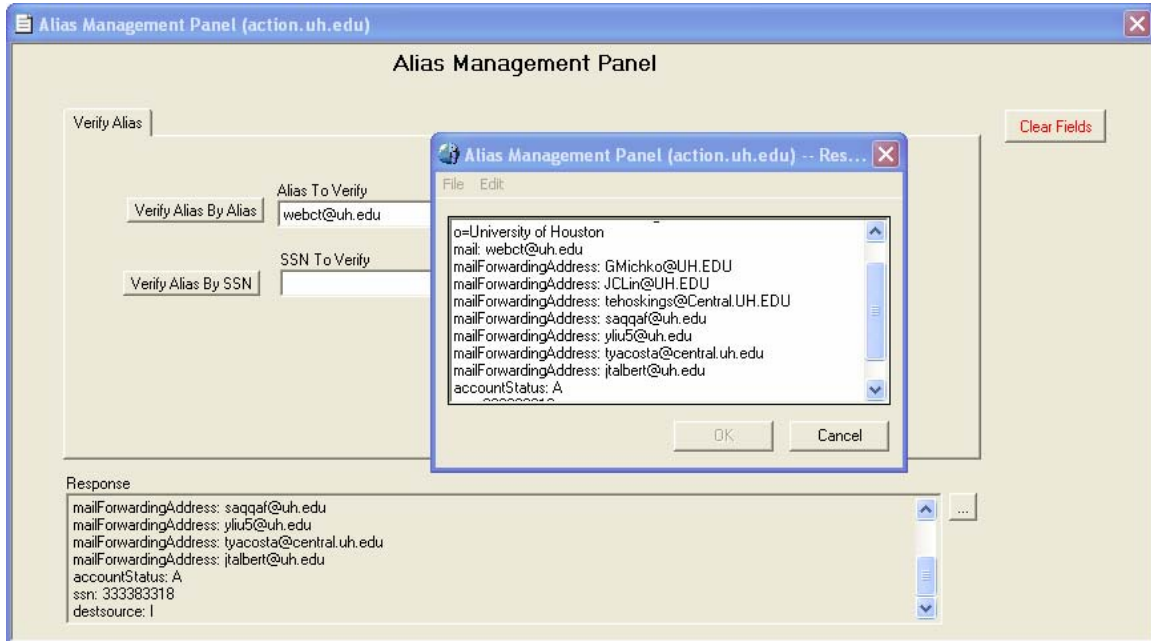 Alias Management Panel (action.uh.edu)
Alias Management Panel
Verify Alias
Clear Fields
Alias To Verify
Verify Alias By Alias
webct@uh.edu
SSN To Verify
Verify Alias By SSN
Alias Management Panel (action.uh.edu) -- Res...
File Edit
o=University of Houston
mail: webct@uh.edu
mailForwardingAddress: GMichko@UH.EDU
mailForwardingAddress: JCLin@UH.EDU
mailForwardingAddress: tehoskings@Central.UH.EDU
mailForwardingAddress: saqqaf@uh.edu
mailForwardingAddress: yliu5@uh.edu
mailForwardingAddress: tyacosta@central.uh.edu
mailForwardingAddress: jtalbert@uh.edu
accountStatus: A
OK Cancel
Response
mailForwardingAddress: saqqaf@uh.edu
mailForwardingAddress: yliu5@uh.edu
mailForwardingAddress: tyacosta@central.uh.edu
mailForwardingAddress: jtalbert@uh.edu
accountStatus: A
ssn: 333383318
destsource: I
...